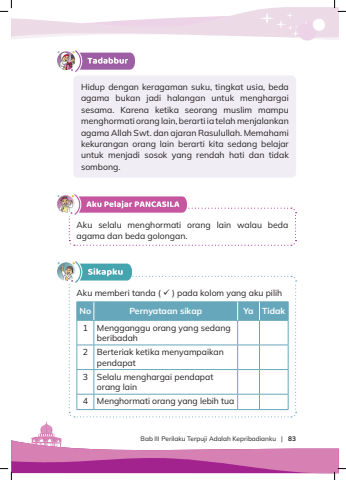 Tadabbur
Hidup dengan keragaman suku, tingkat usia, beda
agama bukan jadi halangan untuk menghargai
sesama. Karena ketika seorang muslim mampu
menghormati orang lain, berarti ia telah menjalankan
agama Allah Swt. dan ajaran Rasulullah. Memahami
kekurangan orang lain berarti kita sedang belajar
untuk menjadi sosok yang rendah hati dan tidak
sombong.
Aku Pelajar PANCASILA
Aku selalu menghormati orang lain walau beda
agama dan beda golongan.
Sikapku
Aku memberi tanda ( ✓ ) pada kolom yang aku pilih
No Pernyataan sikap Ya Tidak
1 Mengganggu orang yang sedang
beribadah
2 Berteriak ketika menyampaikan
pendapat
3 Selalu menghargai pendapat
orang lain
4 Menghormati orang yang lebih tua
Bab III Perilaku Terpuji Adalah Kepribadianku | 83